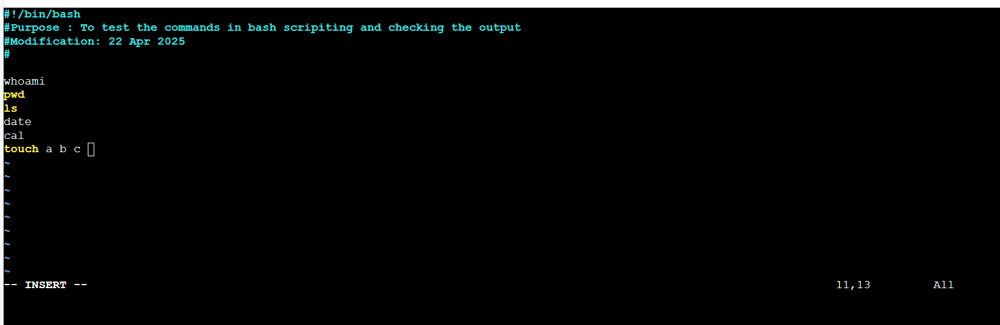 #!/bin/bash
#Purpose : To test the commands in bash scripiting and checking the output
#Modification: 22 Apr 2025
#

whoami
pwd
ls
date
cal
touch a b c
~
~
~
~
~
~
~
~
~
-- INSERT -- 11,13 All